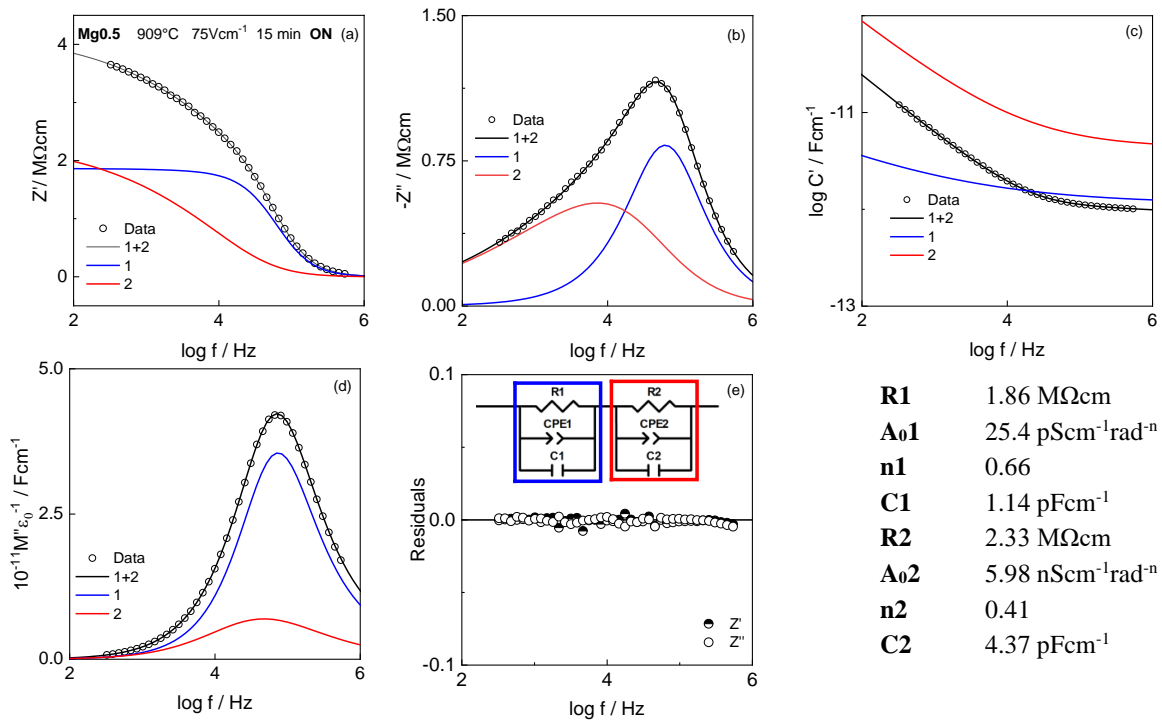 Mg0.5 909°C 75Vcm⁻¹ 15 min ON (a)
4
2
0
Z'/ MΩcm
Data
1+2
1
2
2 4 6
log f / Hz
(b)
1.50
0.75
0.00
-Z'' / MΩcm
Data
1+2
1
2
2 4 6
log f / Hz
(c)
-11
-13
log C' / Fcm⁻¹
Data
1+2
1
2
2 4 6
log f / Hz
(d)
5.0
2.5
0.0
10⁻¹¹M''ε₀⁻¹ / Fcm⁻¹
Data
1+2
1
2
2 4 6
log f / Hz
(e)
0.1
0.0
-0.1
Residuals
R1 R2
CPE1 CPE2
C1 C2
Z'
Z''
2 4 6
log f / Hz
R1 1.86 MΩcm
A₀1 25.4 pScm⁻¹rad⁻ⁿ
n1 0.66
C1 1.14 pFcm⁻¹
R2 2.33 MΩcm
A₀2 5.98 nScm⁻¹rad⁻ⁿ
n2 0.41
C2 4.37 pFcm⁻¹